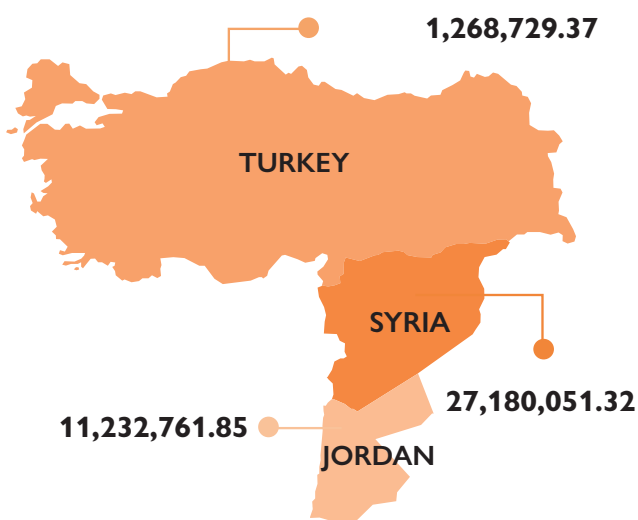 1,268,729.37
TURKEY
SYRIA
27,180,051.32
11,232,761.85
JORDAN